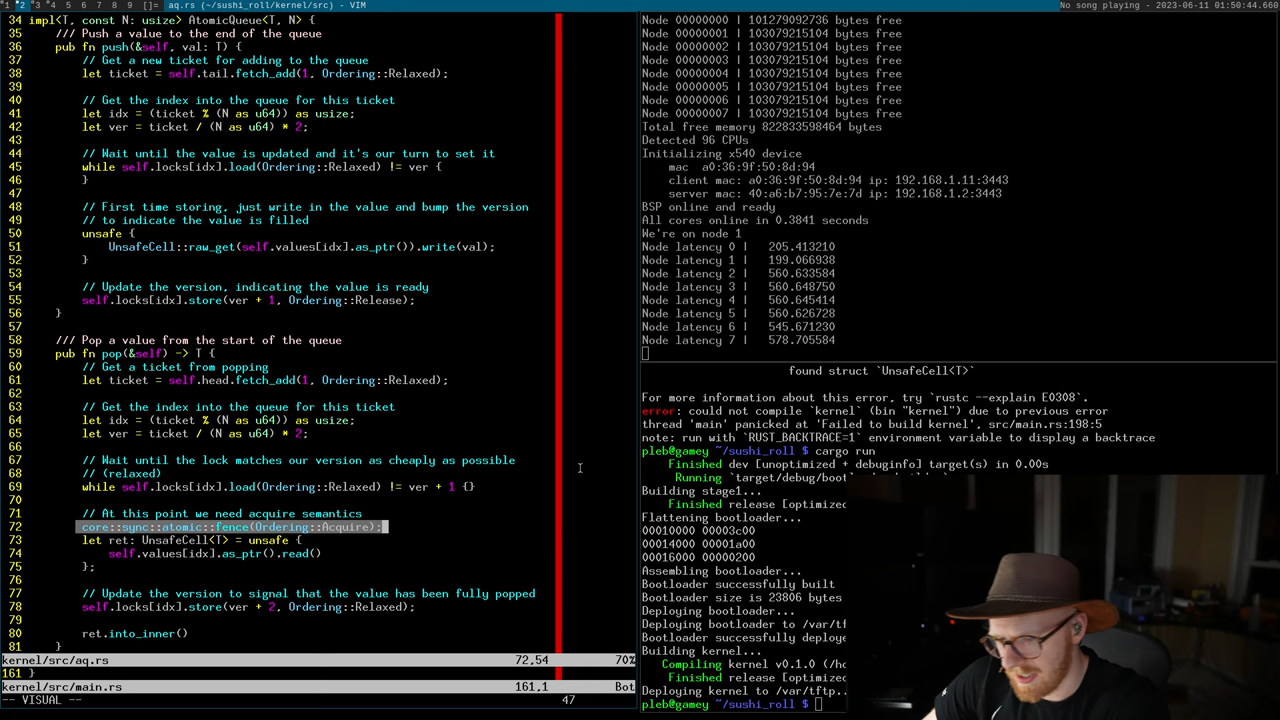 1 2 3 4 5 6 7 8 9 []= aq.rs (~/sushi_roll/kernel/src) - VIM
No song playing - 2023-06-11 01:50:44.660
34 impl<T, const N: usize> AtomicQueue<T, N> {
35     /// Push a value to the end of the queue
36     pub fn push(&self, val: T) {
37         // Get a new ticket for adding to the queue
38         let ticket = self.tail.fetch_add(1, Ordering::Relaxed);
39
40         // Get the index into the queue for this ticket
41         let idx = (ticket % (N as u64)) as usize;
42         let ver = ticket / (N as u64) * 2;
43
44         // Wait until the value is updated and it's our turn to set it
45         while self.locks[idx].load(Ordering::Relaxed) != ver {
46         }
47
48         // First time storing, just write in the value and bump the version
49         // to indicate the value is filled
50         unsafe {
51             UnsafeCell::raw_get(self.values[idx].as_ptr()).write(val);
52         }
53
54         // Update the version, indicating the value is ready
55         self.locks[idx].store(ver + 1, Ordering::Release);
56     }
57
58     /// Pop a value from the start of the queue
59     pub fn pop(&self) -> T {
60         // Get a ticket from popping
61         let ticket = self.head.fetch_add(1, Ordering::Relaxed);
62
63         // Get the index into the queue for this ticket
64         let idx = (ticket % (N as u64)) as usize;
65         let ver = ticket / (N as u64) * 2;
66
67         // Wait until the lock matches our version as cheaply as possible
68         // (relaxed)
69         while self.locks[idx].load(Ordering::Relaxed) != ver + 1 {}
70
71         // At this point we need acquire semantics
72         core::sync::atomic::fence(Ordering::Acquire);
73         let ret: UnsafeCell<T> = unsafe {
74             self.values[idx].as_ptr().read()
75         };
76
77         // Update the version to signal that the value has been fully popped
78         self.locks[idx].store(ver + 2, Ordering::Relaxed);
79
80         ret.into_inner()
81     }
kernel/src/aq.rs 72,54 70%
161 }
kernel/src/main.rs 161,1 Bot
-- VISUAL -- 47
Node 00000000 | 101279092736 bytes free
Node 00000001 | 103079215104 bytes free
Node 00000002 | 103079215104 bytes free
Node 00000003 | 103079215104 bytes free
Node 00000004 | 103079215104 bytes free
Node 00000005 | 103079215104 bytes free
Node 00000006 | 103079215104 bytes free
Node 00000007 | 103079215104 bytes free
Total free memory 822833598464 bytes
Detected 96 CPUs
Initializing x540 device
    mac  a0:36:9f:50:8d:94
    client mac: a0:36:9f:50:8d:94 ip: 192.168.1.11:3443
    server mac: 40:a6:b7:95:7e:7d ip: 192.168.1.2:3443
BSP online and ready
All cores online in 0.3841 seconds
We're on node 1
Node latency 0 |   205.413210
Node latency 1 |   199.066938
Node latency 2 |   560.633584
Node latency 3 |   560.648750
Node latency 4 |   560.645414
Node latency 5 |   560.626728
Node latency 6 |   545.671230
Node latency 7 |   578.705584
found struct `UnsafeCell<T>`
For more information about this error, try `rustc --explain E0308`.
error: could not compile `kernel` (bin "kernel") due to previous error
thread 'main' panicked at 'Failed to build kernel', src/main.rs:198:5
note: run with `RUST_BACKTRACE=1` environment variable to display a backtrace
pleb@gamey ~/sushi_roll $ cargo run
    Finished dev [unoptimized + debuginfo] target(s) in 0.00s
     Running `target/debug/boot
Building stage1...
    Finished release [optimize
Flattening bootloader...
00010000 00003c00
00014000 00001a00
00016000 00000200
Assembling bootloader...
Bootloader successfully built
Bootloader size is 23806 bytes
Deploying bootloader...
Deploying bootloader to /var/tf
Bootloader successfully deploye
Building kernel...
   Compiling kernel v0.1.0 (/ho
    Finished release [optimized
Deploying kernel to /var/tftp..
pleb@gamey ~/sushi_roll $